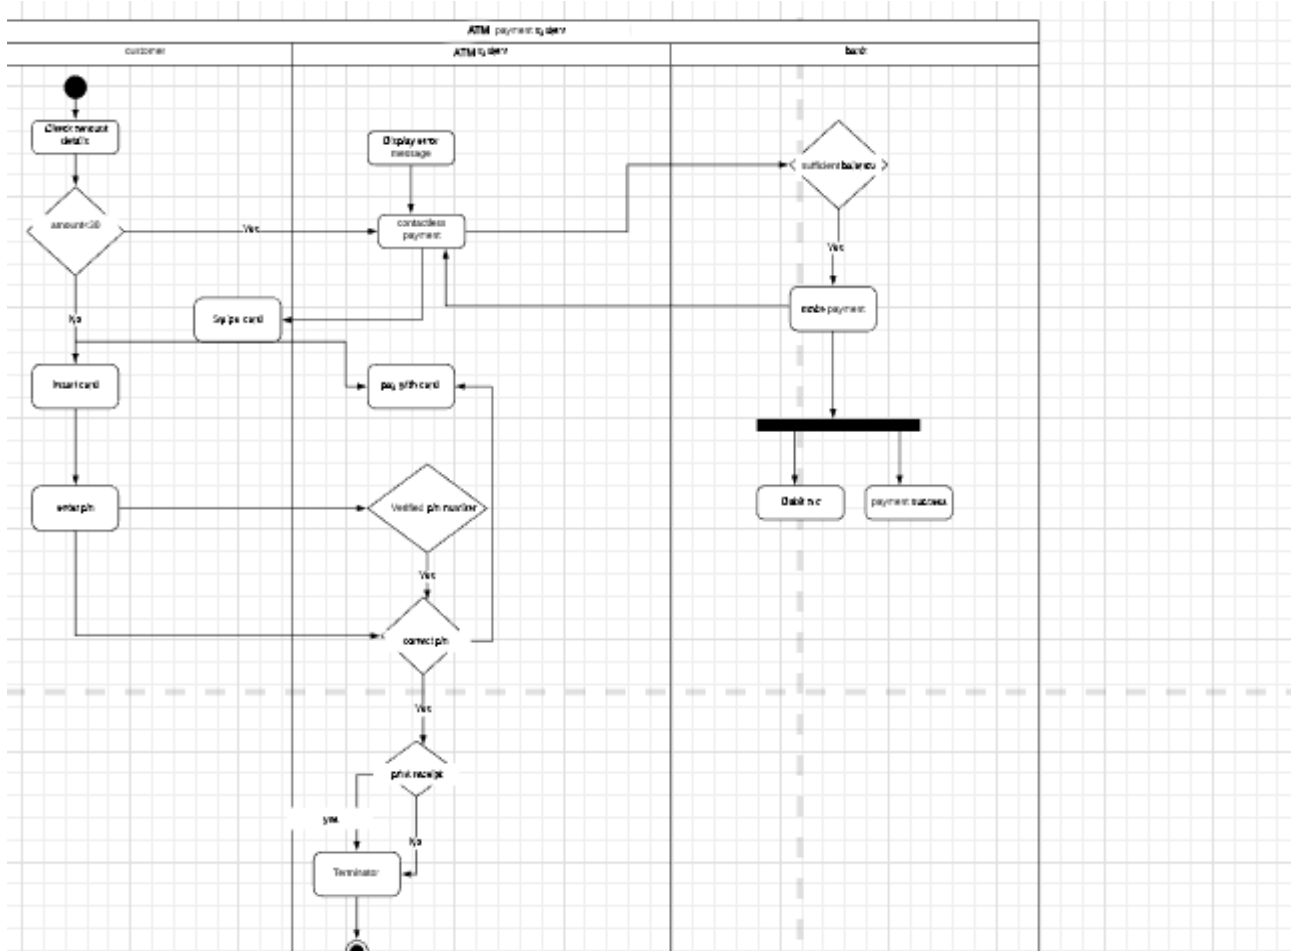 ATM payment system
customer
ATM system
bank
Check amount
details
Display error
message
sufficient balance
amount<30
Yes
contactless
payment
Yes
No
Swipe card
make payment
Insert card
pay with card
enter pin
Verified pin number
payment success
Yes
correct pin
Yes
print receipt
yes
No
Terminator